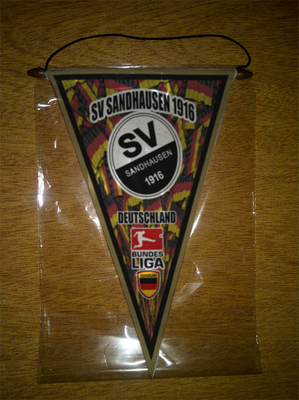 SV SANDHAUSEN 1916
SV
SANDHAUSEN
1916
DEUTSCHLAND
BUNDES
LIGA